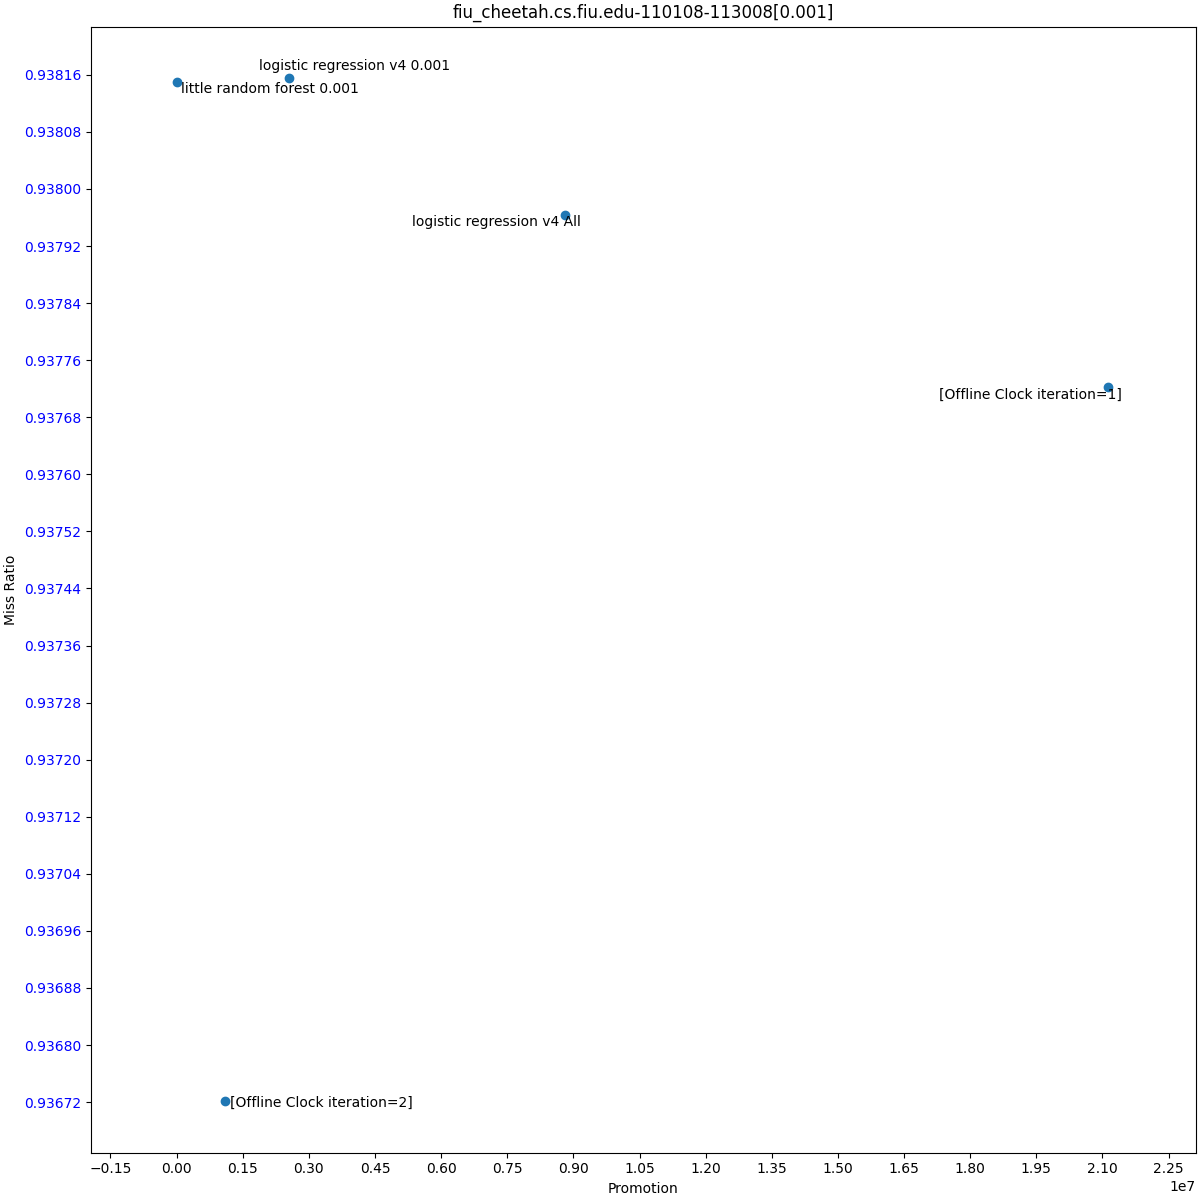 fiu_cheetah.cs.fiu.edu-110108-113008[0.001]
logistic regression v4 0.001
little random forest 0.001
logistic regression v4 All
[Offline Clock iteration=1]
[Offline Clock iteration=2]
Miss Ratio
0.93816
0.93808
0.93800
0.93792
0.93784
0.93776
0.93768
0.93760
0.93752
0.93744
0.93736
0.93728
0.93720
0.93712
0.93704
0.93696
0.93688
0.93680
0.93672
−0.15 0.00 0.15 0.30 0.45 0.60 0.75 0.90 1.05 1.20 1.35 1.50 1.65 1.80 1.95 2.10 2.25
1e7
Promotion